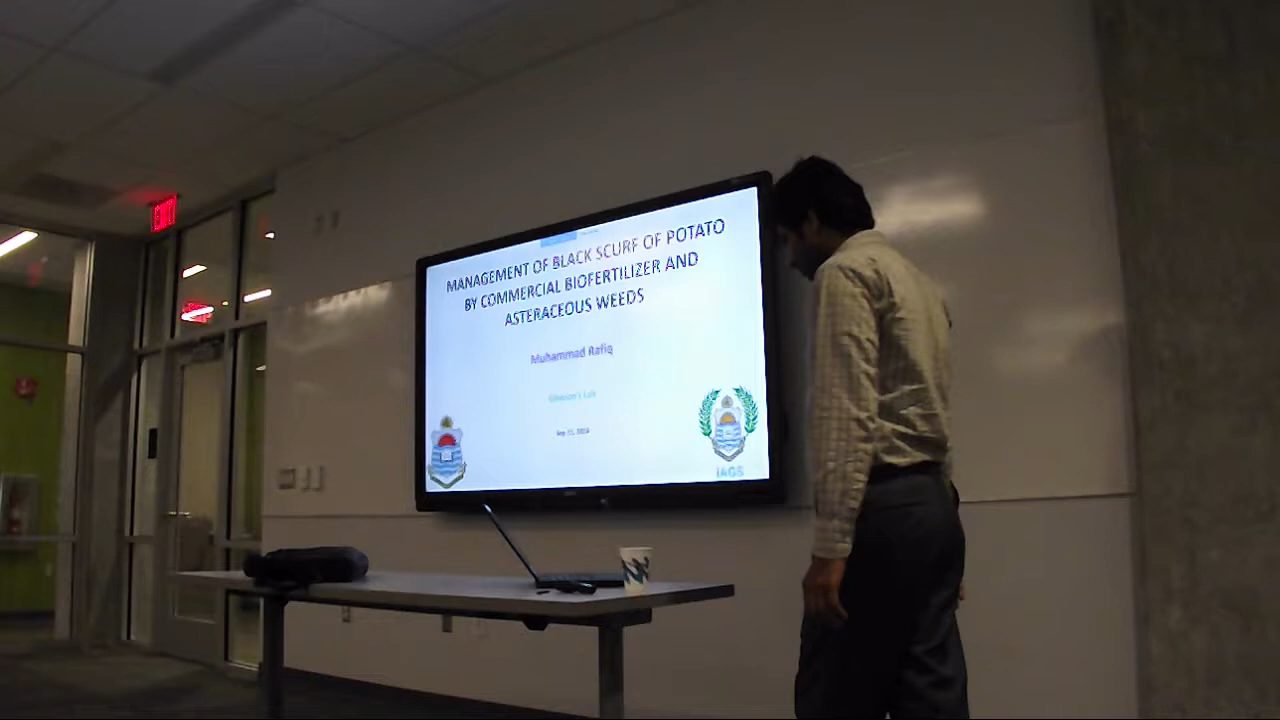 EXIT
MANAGEMENT OF BLACK SCURF OF POTATO
BY COMMERCIAL BIOFERTILIZER AND
ASTERACEOUS WEEDS
Muhammad Rafiq
IAGS